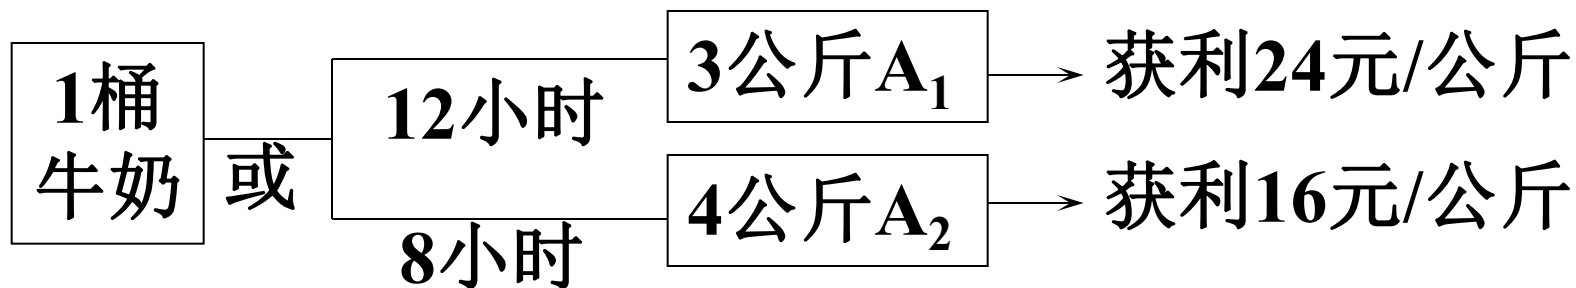 1桶
牛奶
或
12小时
3公斤A₁
获利24元/公斤
8小时
4公斤A₂
获利16元/公斤